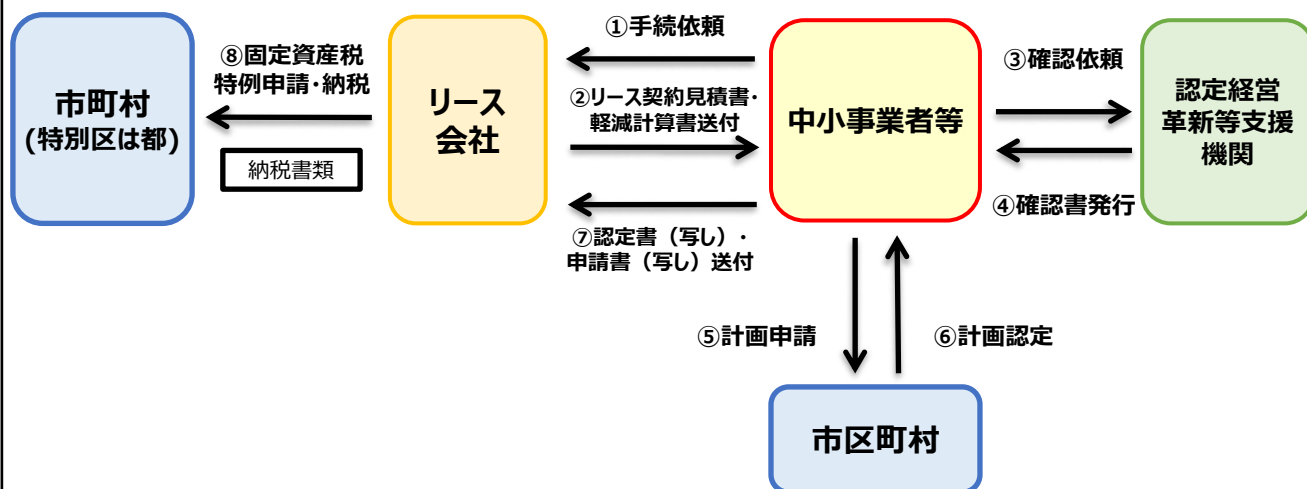 市町村
(特別区は都)
⑧固定資産税
特例申請・納税
納税書類
リース
会社
①手続依頼
②リース契約見積書・
軽減計算書送付
⑦認定書（写し）・
申請書（写し）送付
中小事業者等
③確認依頼
④確認書発行
認定経営
革新等支援
機関
⑤計画申請
⑥計画認定
市区町村